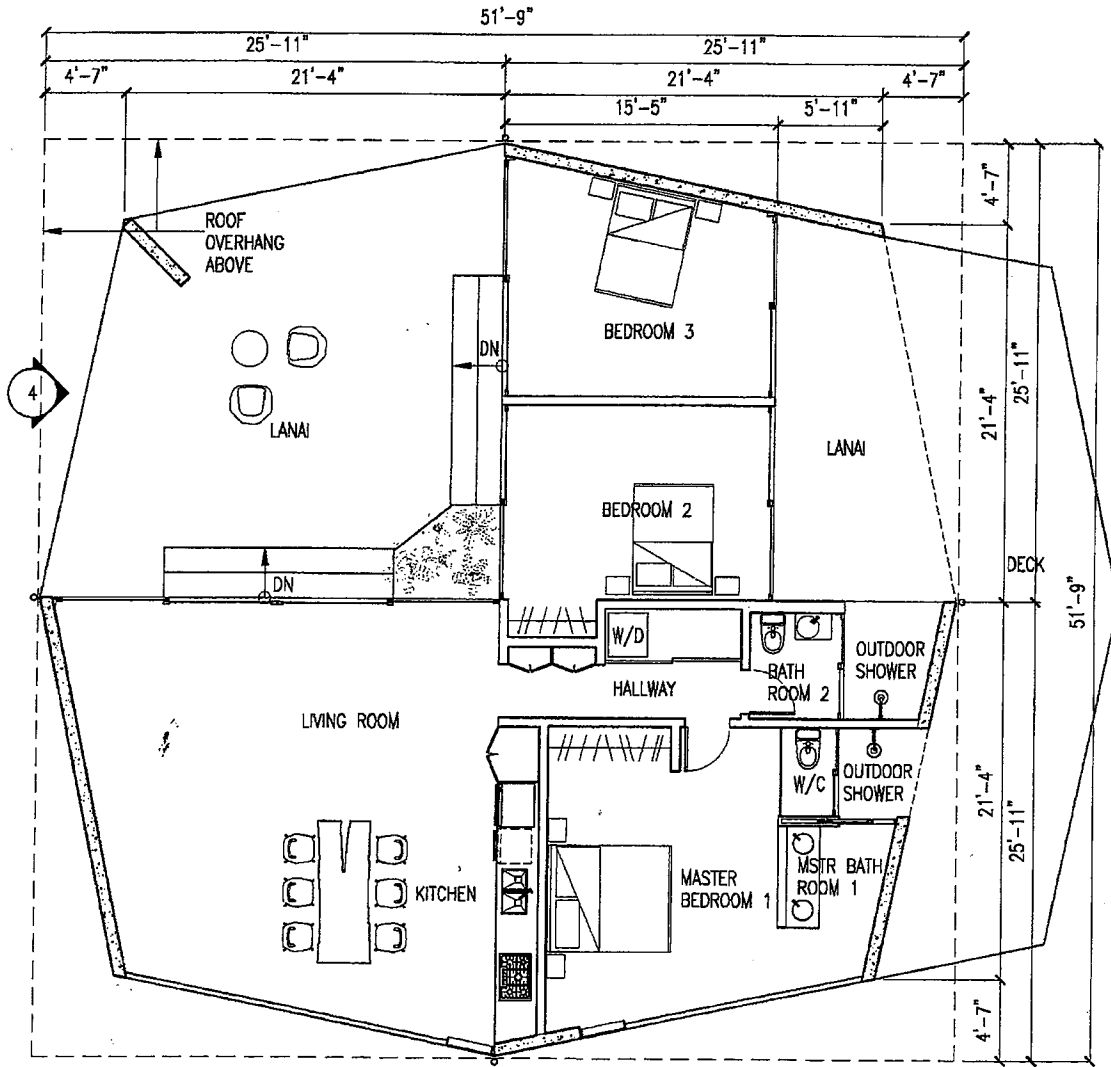 51'-9"
25'-11" 25'-11"
4'-7" 21'-4" 21'-4" 4'-7"
15'-5" 5'-11"
ROOF
OVERHANG
ABOVE
4'-7"
BEDROOM 3
DN
4
LANAI
LANAI
21'-4"
25'-11"
BEDROOM 2
DN
DECK
51'-9"
W/D
BATH
ROOM 2
OUTDOOR
SHOWER
HALLWAY
LIVING ROOM
W/C
OUTDOOR
SHOWER
21'-4"
25'-11"
KITCHEN
MASTER
BEDROOM 1
MSTR BATH
ROOM 1
4'-7"